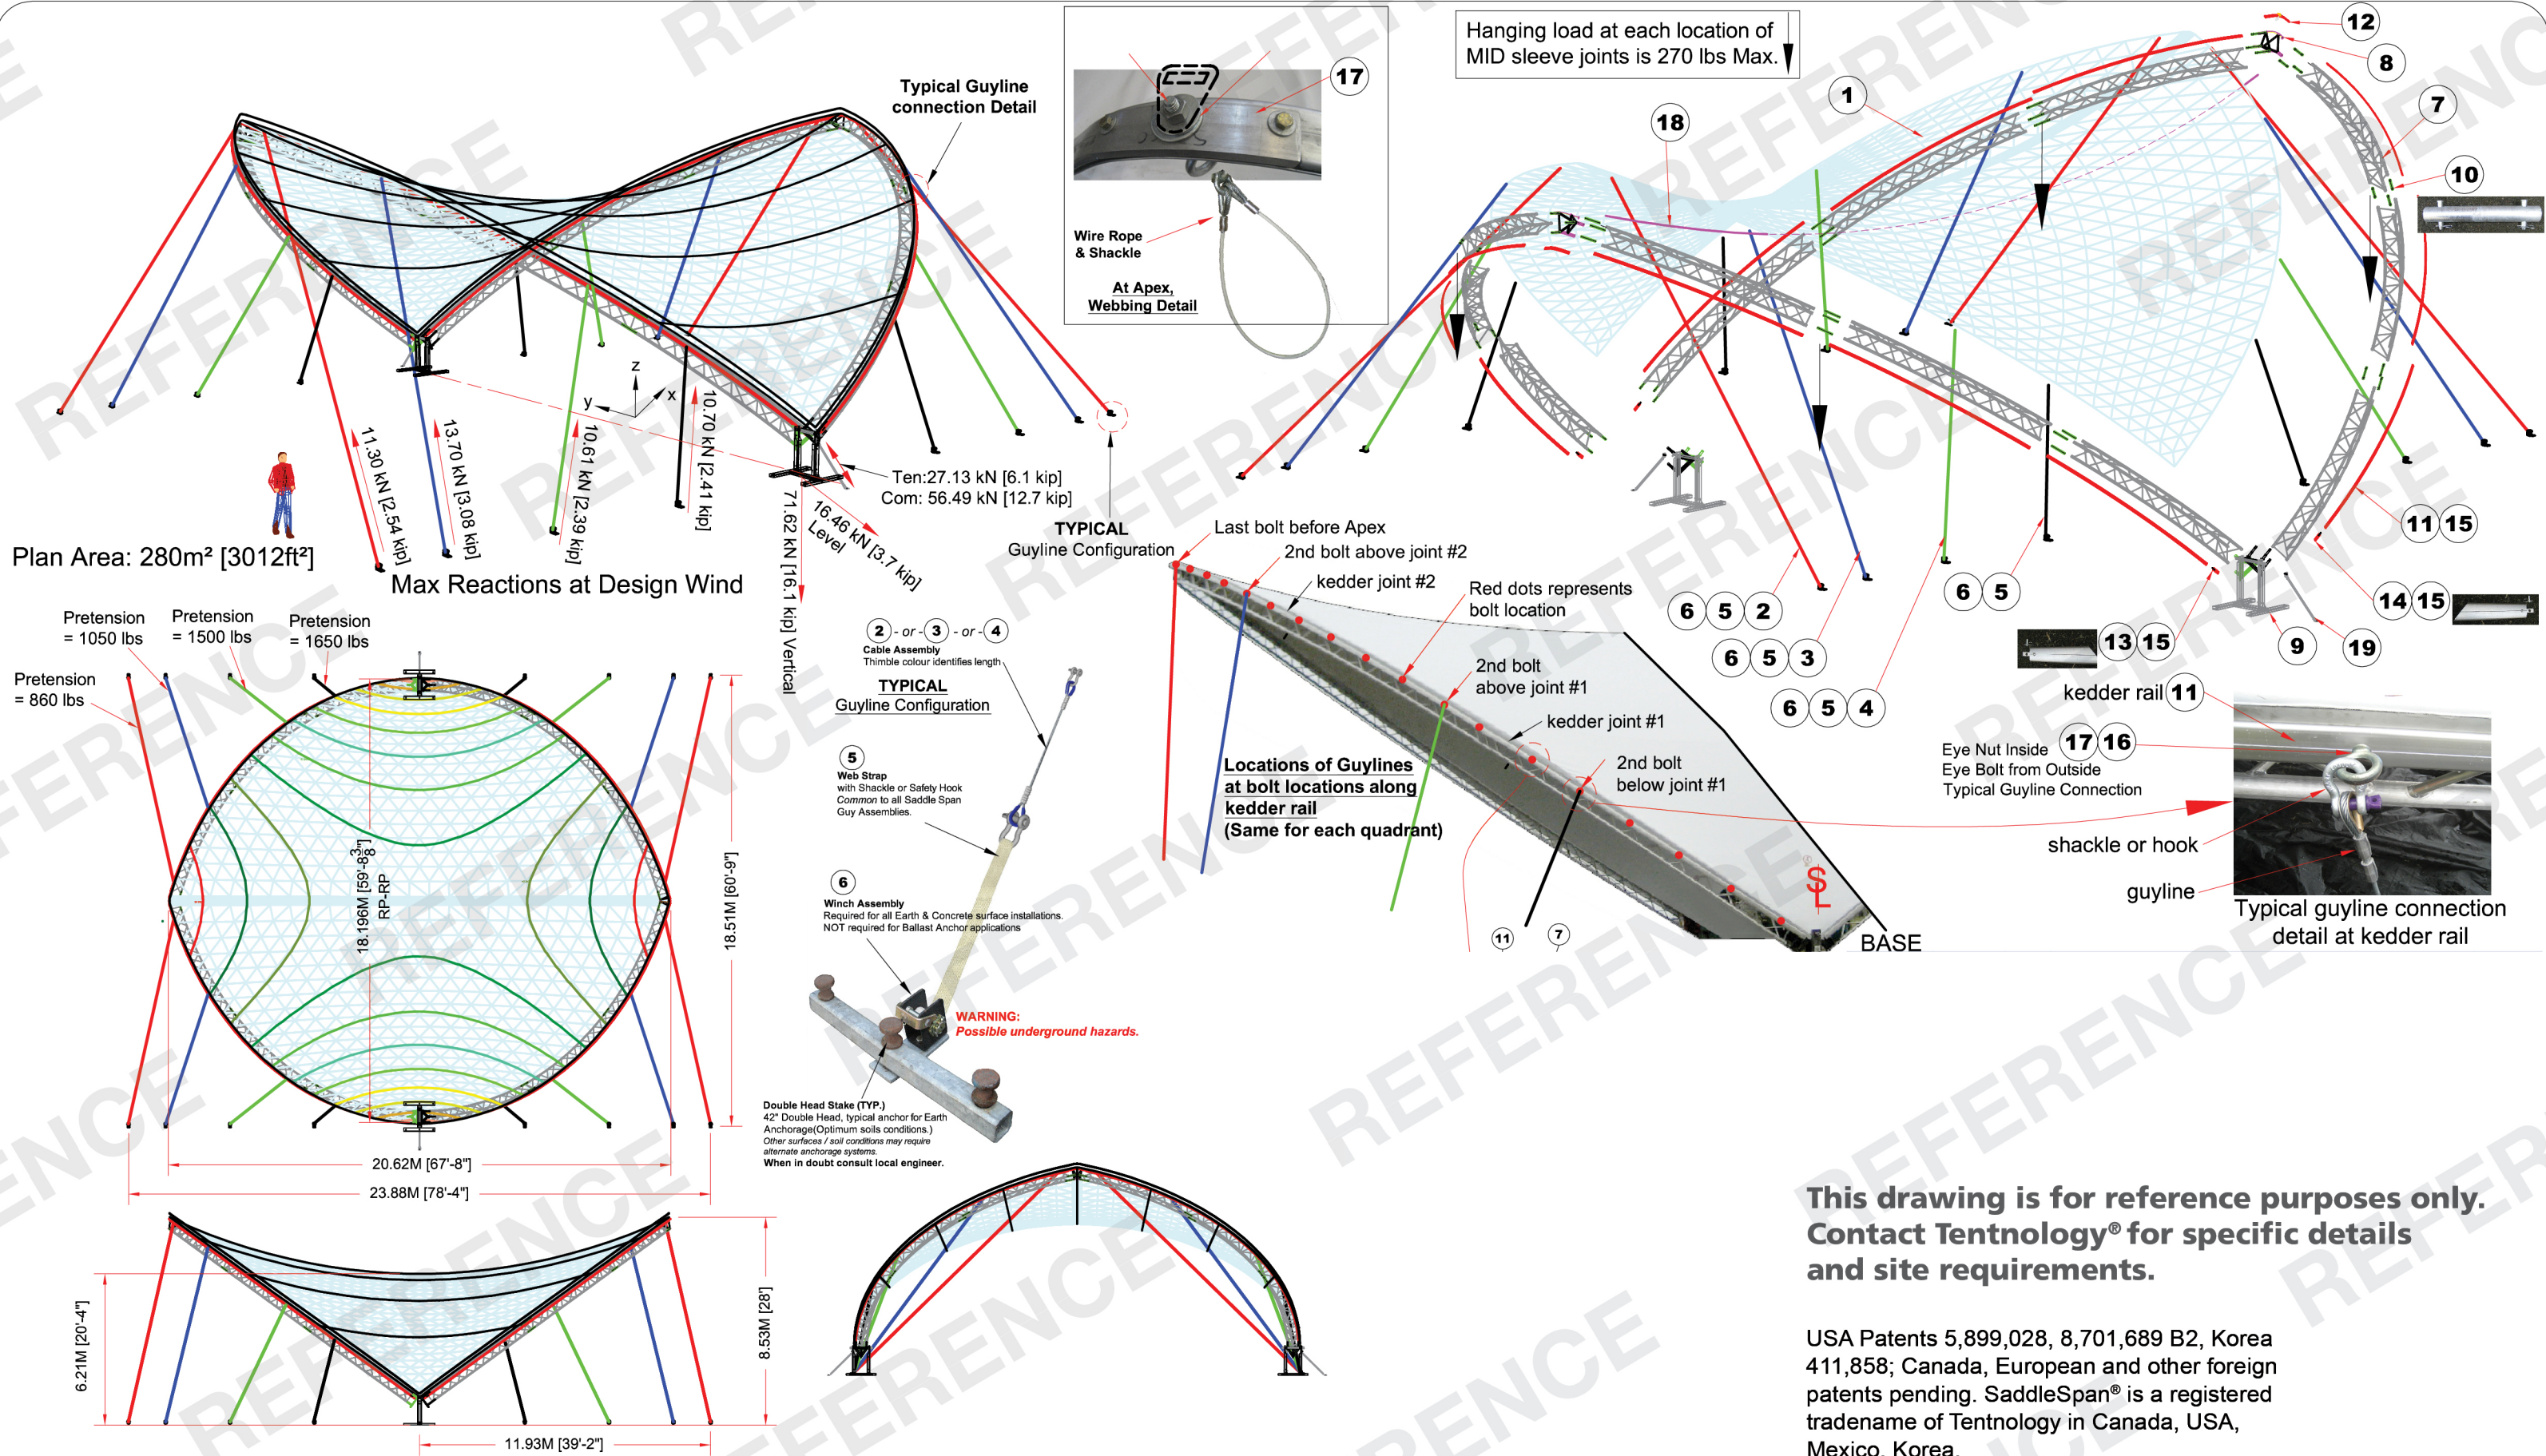 Typical Guyline
connection Detail
17
Wire Rope
& Shackle
At Apex,
Webbing Detail
Hanging load at each location of
MID sleeve joints is 270 lbs Max.
12
8
1
7
18
10
z
y
x
11.30 kN [2.54 kip]
13.70 kN [3.08 kip]
10.61 kN [2.39 kip]
10.70 kN [2.41 kip]
Ten:27.13 kN [6.1 kip]
Com: 56.49 kN [12.7 kip]
16.46 kN [3.7 kip]
Level
71.62 kN [16.1 kip] Vertical
TYPICAL
Guyline Configuration
Plan Area: 280m² [3012ft²]
Max Reactions at Design Wind
Pretension
= 1050 lbs
Pretension
= 1500 lbs
Pretension
= 1650 lbs
Pretension
= 860 lbs
18.196M [59'-8 3/8"]
RP-RP
18.51M [60'-9"]
20.62M [67'-8"]
23.88M [78'-4"]
2 - or - 3 - or - 4
Cable Assembly
Thimble colour identifies length
TYPICAL
Guyline Configuration
5
Web Strap
with Shackle or Safety Hook
Common to all Saddle Span
Guy Assemblies.
6
Winch Assembly
Required for all Earth & Concrete surface installations.
NOT required for Ballast Anchor applications
WARNING:
Possible underground hazards.
Double Head Stake (TYP.)
42" Double Head, typical anchor for Earth
Anchorage(Optimum soils conditions.)
Other surfaces / soil conditions may require
alternate anchorage systems.
When in doubt consult local engineer.
Last bolt before Apex
2nd bolt above joint #2
kedder joint #2
Red dots represents
bolt location
2nd bolt
above joint #1
kedder joint #1
2nd bolt
below joint #1
Locations of Guylines
at bolt locations along
kedder rail
(Same for each quadrant)
11
7
BASE
6 5 2
6 5 3
6 5 4
6 5
11 15
14 15
13 15
9
19
kedder rail 11
Eye Nut Inside 17 16
Eye Bolt from Outside
Typical Guyline Connection
shackle or hook
guyline
Typical guyline connection
detail at kedder rail
6.21M [20'-4"]
8.53M [28']
11.93M [39'-2"]
This drawing is for reference purposes only.
Contact Tentnology® for specific details
and site requirements.
USA Patents 5,899,028, 8,701,689 B2, Korea
411,858; Canada, European and other foreign
patents pending. SaddleSpan® is a registered
tradename of Tentnology in Canada, USA,
Mexico, Korea.
REFERENCE